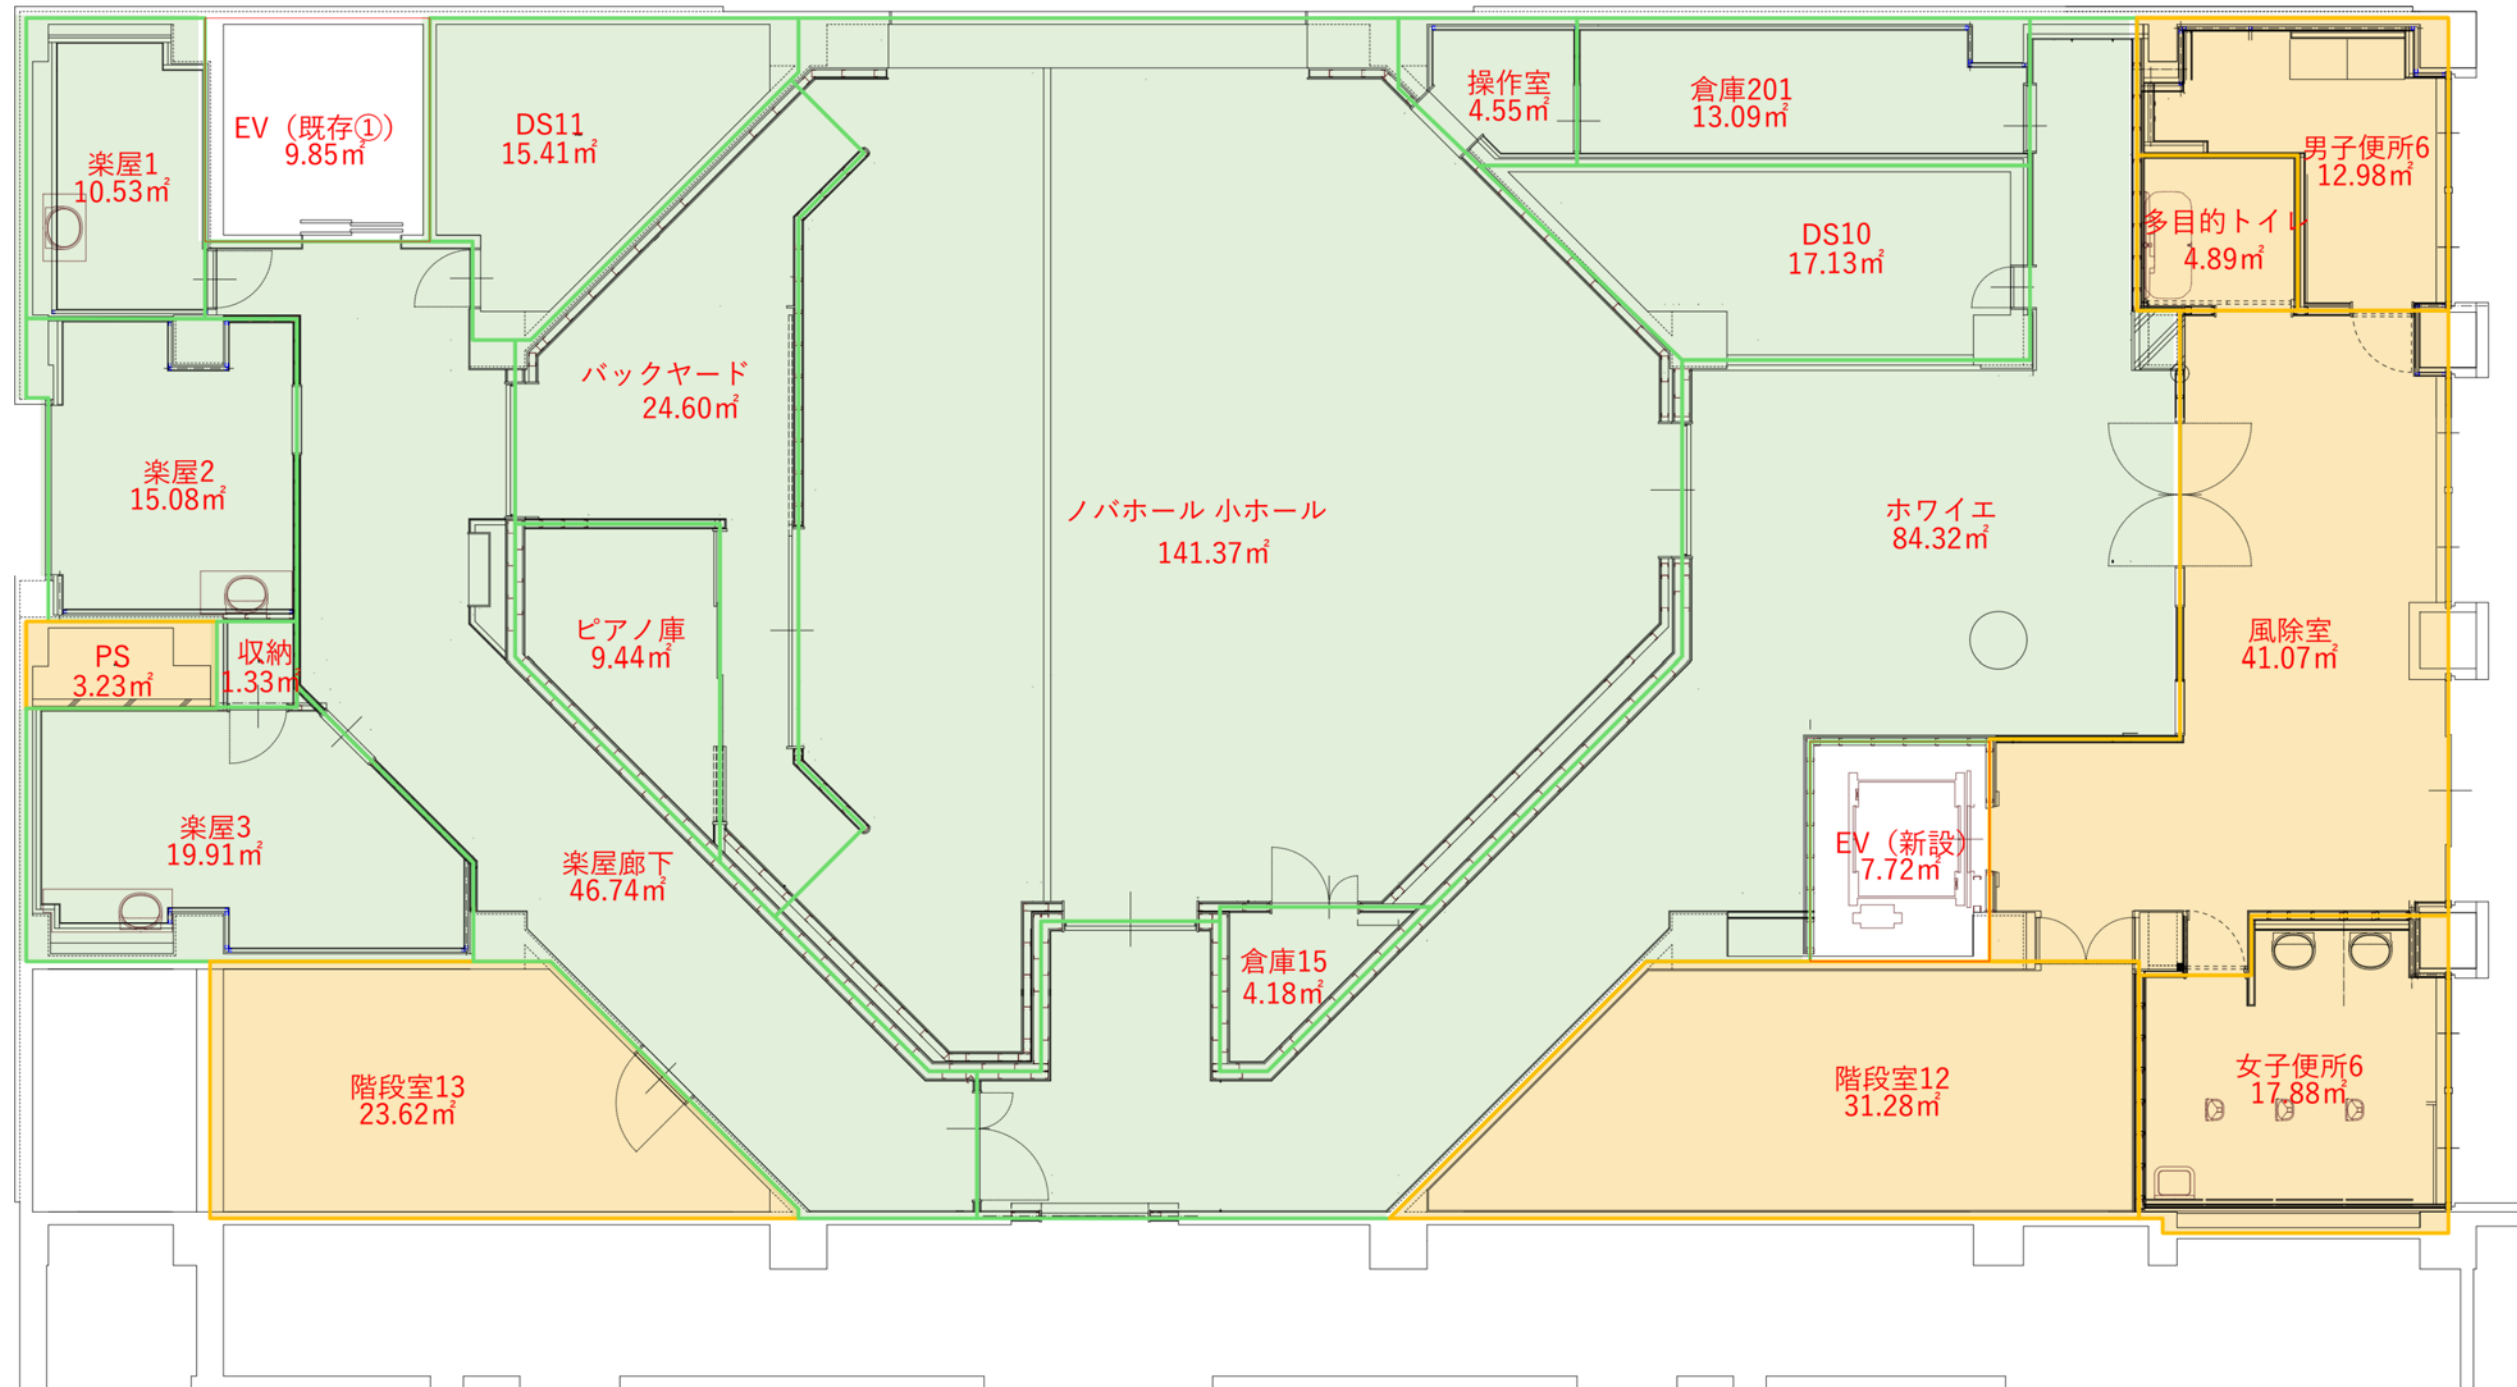 楽屋1
10.53㎡
EV（既存①）
9.85㎡
DS11
15.41㎡
操作室
4.55㎡
倉庫201
13.09㎡
男子便所6
12.98㎡
多目的トイレ
4.89㎡
DS10
17.13㎡
バックヤード
24.60㎡
楽屋2
15.08㎡
ノバホール 小ホール
141.37㎡
ホワイエ
84.32㎡
ピアノ庫
9.44㎡
風除室
41.07㎡
PS
3.23㎡
収納
1.33㎡
楽屋3
19.91㎡
楽屋廊下
46.74㎡
EV（新設）
7.72㎡
倉庫15
4.18㎡
階段室13
23.62㎡
階段室12
31.28㎡
女子便所6
17.88㎡